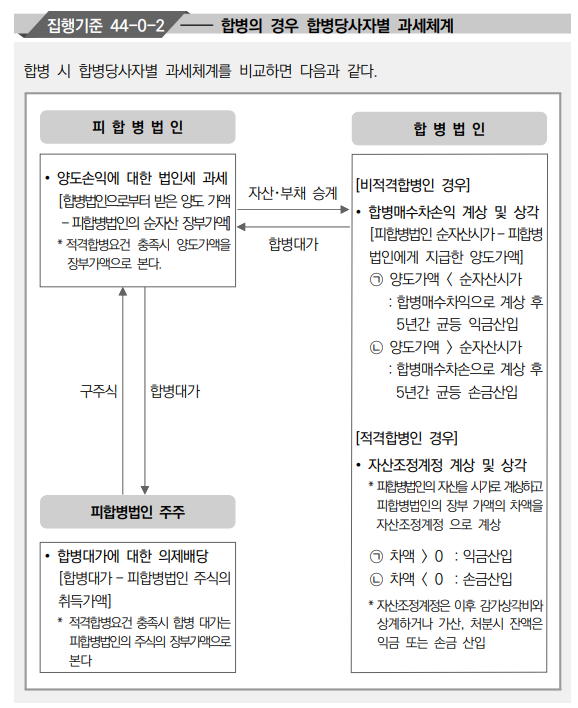 집행기준 44-0-2 합병의 경우 합병당사자별 과세체계
합병 시 합병당사자별 과세체계를 비교하면 다음과 같다.
피 합 병 법 인
• 양도손익에 대한 법인세 과세
[합병법인으로부터 받은 양도 가액
- 피합병법인의 순자산 장부가액]
* 적격합병요건 충족시 양도가액을
장부가액으로 본다.
자산·부채 승계
합병대가
구주식
합병대가
피합병법인 주주
• 합병대가에 대한 의제배당
[합병대가 - 피합병법인 주식의
취득가액]
* 적격합병요건 충족시 합병 대가는
피합병법인의 주식의 장부가액으로
본다
합 병 법 인
[비적격합병인 경우]
• 합병매수차손익 계상 및 상각
[피합병법인 순자산시가 - 피합병
법인에게 지급한 양도가액]
㉠ 양도가액 < 순자산시가
: 합병매수차익으로 계상 후
5년간 균등 익금산입
㉡ 양도가액 > 순자산시가
: 합병매수차손으로 계상 후
5년간 균등 손금산입
[적격합병인 경우]
• 자산조정계정 계상 및 상각
* 피합병법인의 자산을 시가로 계상하고
피합병법인의 장부 가액의 차액을
자산조정계정 으로 계상
㉠ 차액 > 0 : 익금산입
㉡ 차액 < 0 : 손금산입
* 자산조정계정은 이후 감가상각비와
상계하거나 가산, 처분시 잔액은
익금 또는 손금 산입